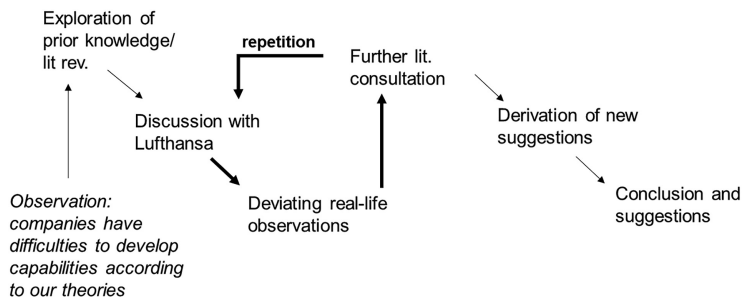 Exploration of
prior knowledge/
lit rev.
repetition
Further lit.
consultation
Discussion with
Lufthansa
Derivation of new
suggestions
Deviating real-life
observations
Conclusion and
suggestions
Observation:
companies have
difficulties to develop
capabilities according
to our theories